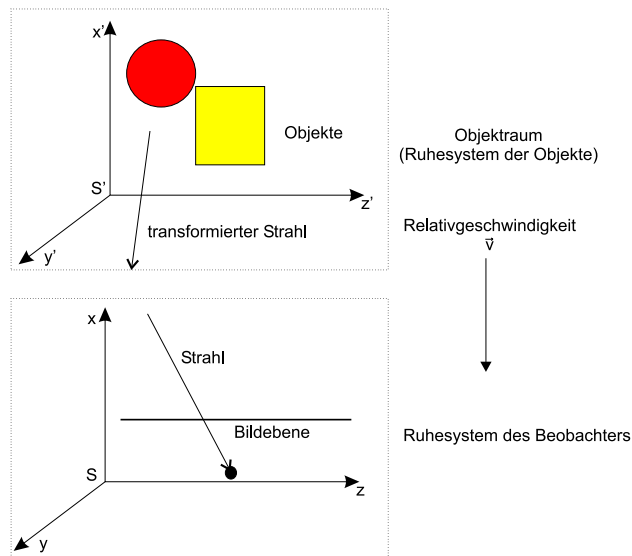 x'
Objekte
S'
z'
transformierter Strahl
y'
Objektraum
(Ruhesystem der Objekte)
Relativgeschwindigkeit
v⃗
x
Strahl
Bildebene
S
z
y
Ruhesystem des Beobachters